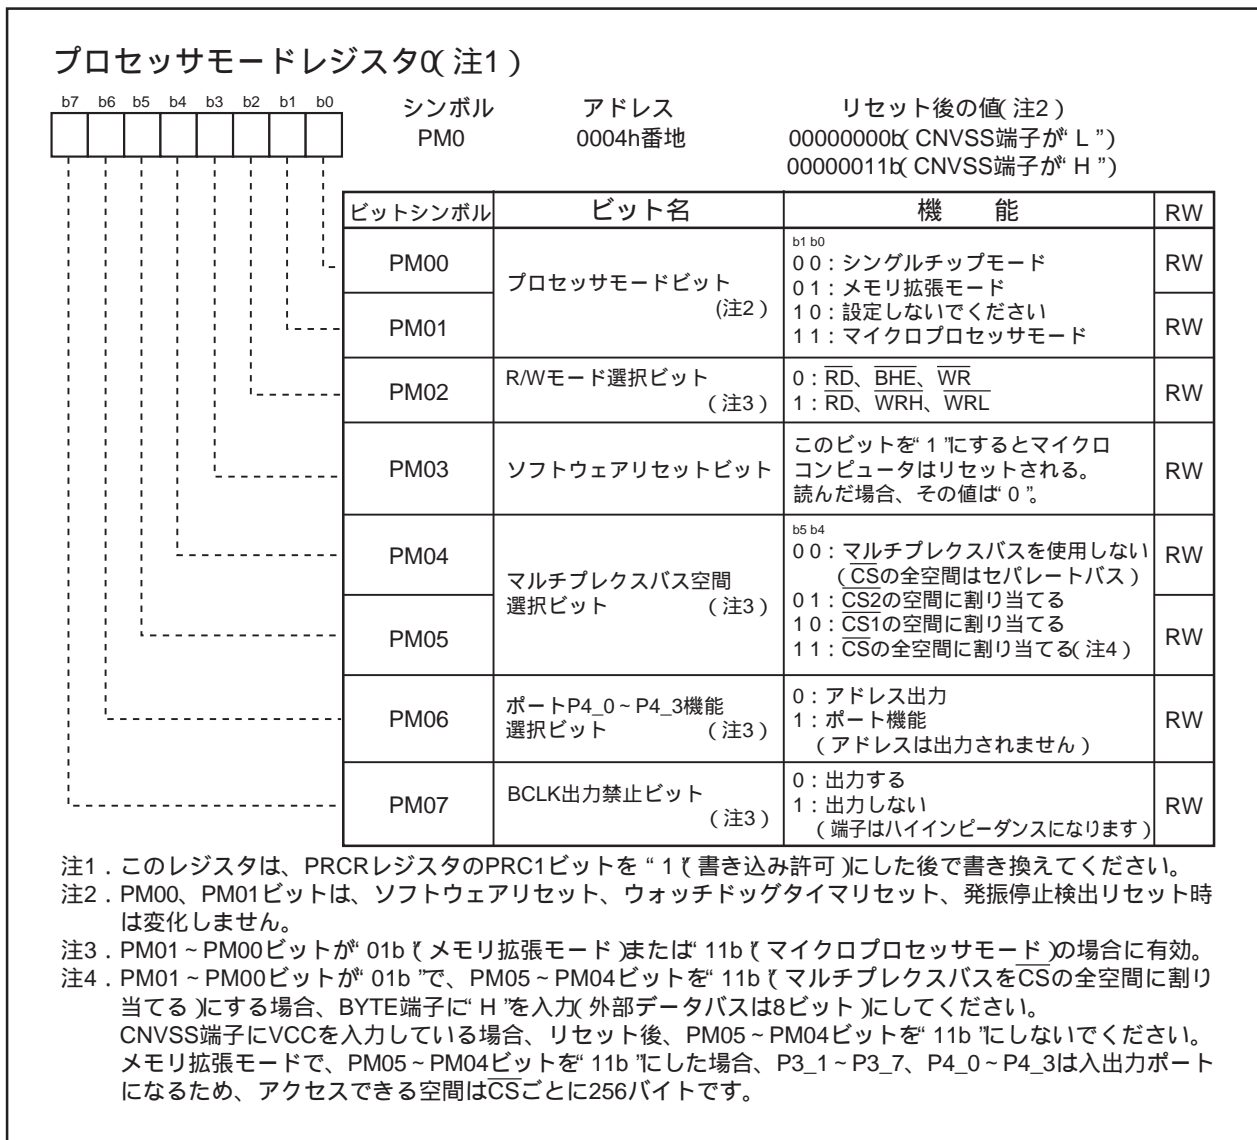 プロセッサモードレジスタ0(注1)
b7 b6 b5 b4 b3 b2 b1 b0
シンボル アドレス リセット後の値(注2)
PM0 0004h番地 00000000b(CNVSS端子が“L”)
00000011b(CNVSS端子が“H”)
ビットシンボル ビット名 機 能 RW
PM00 RW
PM01 RW
プロセッサモードビット
(注2)
b1 b0
0 0:シングルチップモード
0 1:メモリ拡張モード
1 0:設定しないでください
1 1:マイクロプロセッサモード
PM02
R/Wモード選択ビット
(注3)
0:RD、BHE、WR
1:RD、WRH、WRL
RW
PM03
ソフトウェアリセットビット
このビットを“1”にするとマイクロ
コンピュータはリセットされる。
読んだ場合、その値は“0”。
RW
PM04 RW
PM05 RW
マルチプレクスバス空間
選択ビット (注3)
b5 b4
0 0:マルチプレクスバスを使用しない
(CSの全空間はセパレートバス)
0 1:CS2の空間に割り当てる
1 0:CS1の空間に割り当てる
1 1:CSの全空間に割り当てる(注4)
PM06
ポートP4_0~P4_3機能
選択ビット (注3)
0:アドレス出力
1:ポート機能
(アドレスは出力されません)
RW
PM07
BCLK出力禁止ビット
(注3)
0:出力する
1:出力しない
(端子はハイインピーダンスになります)
RW
注1.このレジスタは、PRCRレジスタのPRC1ビットを“1”(書き込み許可)にした後で書き換えてください。
注2.PM00、PM01ビットは、ソフトウェアリセット、ウォッチドッグタイマリセット、発振停止検出リセット時
は変化しません。
注3.PM01~PM00ビットが“01b”(メモリ拡張モード)または“11b”(マイクロプロセッサモード)の場合に有効。
注4.PM01~PM00ビットが“01b”で、PM05~PM04ビットを“11b”(マルチプレクスバスをCSの全空間に割り
当てる)にする場合、BYTE端子に“H”を入力(外部データバスは8ビット)にしてください。
CNVSS端子にVCCを入力している場合、リセット後、PM05~PM04ビットを“11b”にしないでください。
メモリ拡張モードで、PM05~PM04ビットを“11b”にした場合、P3_1~P3_7、P4_0~P4_3は入出力ポート
になるため、アクセスできる空間はCSごとに256バイトです。